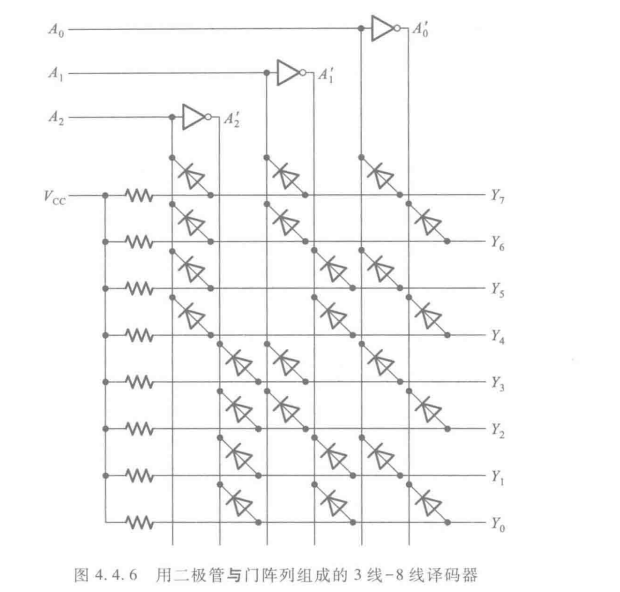 A₀
A₀′
A₁
A₁′
A₂
A₂′
V_CC
Y₇
Y₆
Y₅
Y₄
Y₃
Y₂
Y₁
Y₀
图 4.4.6 用二极管与门阵列组成的 3 线-8 线译码器